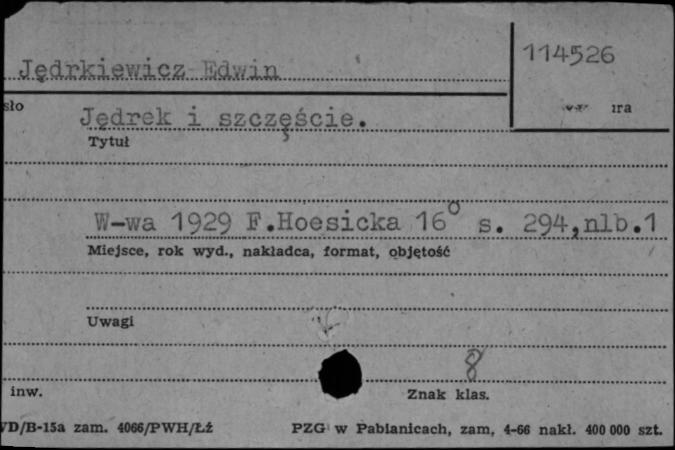 114526
Jędrkiewicz Edwin
sło
Jędrek i szczęście.
Tytuł
W-wa 1929 F.Hoesicka 16° s. 294,nlb.1
Miejsce, rok wyd., nakładca, format, objętość
Uwagi
8
inw.
Znak klas.
VD/B-15a zam. 4066/PWH/Łź
PZG w Pabianicach, zam, 4-66 nakł. 400 000 szt.